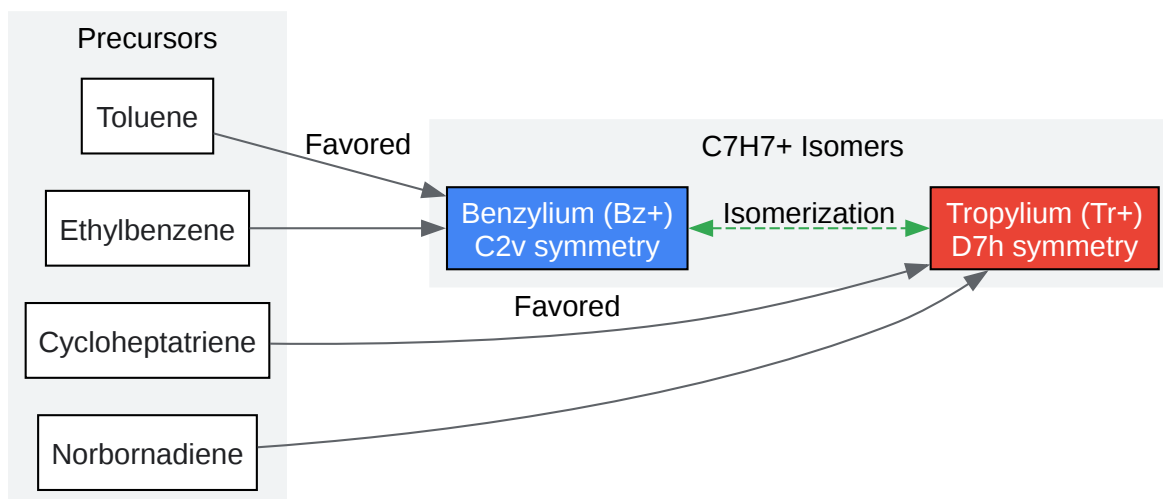 Precursors
Toluene
Ethylbenzene
Cycloheptatriene
Norbornadiene
Favored
Favored
C7H7+ Isomers
Benzylium (Bz+)
C2v symmetry
Isomerization
Tropylium (Tr+)
D7h symmetry